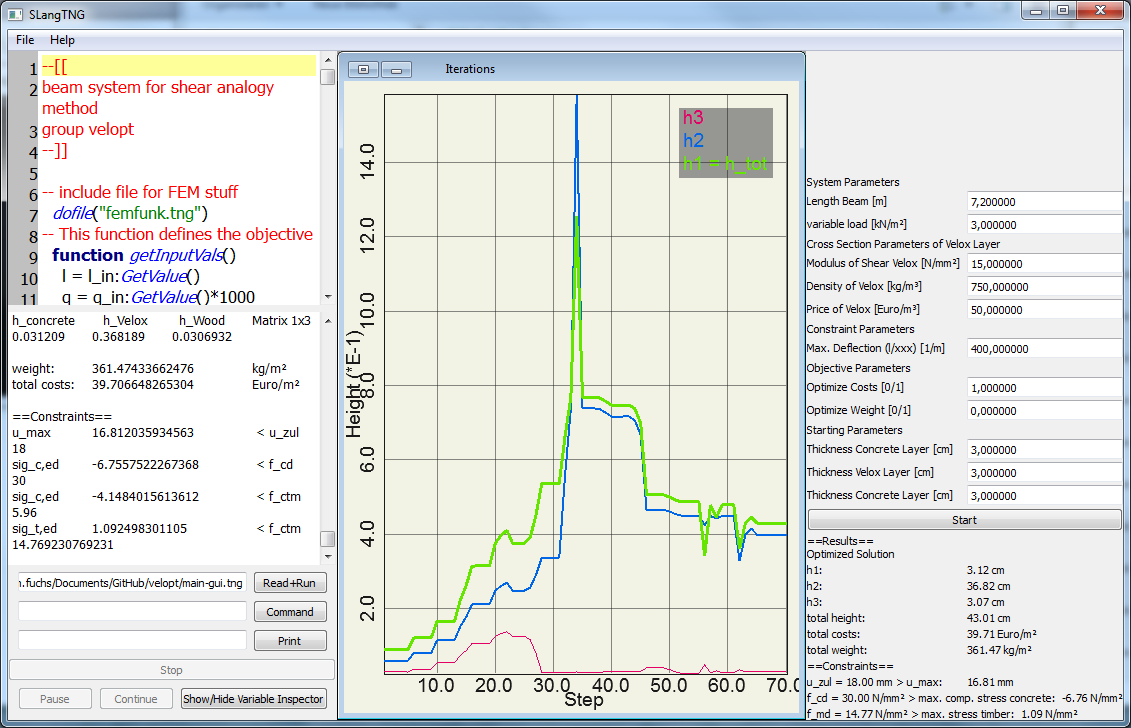 SLangTNG
File Help
1 --[[
2 beam system for shear analogy
method
3 group velopt
4 --]]
5
6 -- include file for FEM stuff
7 dofile("femfunk.tng")
8 -- This function defines the objective
9 function getInputVals()
10 l = l_in:GetValue()
11 q = q_in:GetValue()*1000
h_concrete h_Velox h_Wood Matrix 1x3
0.031209 0.368189 0.0306932
weight: 361.47433662476 kg/m²
total costs: 39.706648265304 Euro/m²
==Constraints==
u_max 16.812035934563 < u_zul
18
sig_c,ed -6.7557522267368 < f_cd
30
sig_c,ed -4.1484015613612 < f_ctm
5.96
sig_t,ed 1.092498301105 < f_ctm
14.769230769231
ı.fuchs/Documents/GitHub/velopt/main-gui.tng Read+Run
Command
Print
Stop
Pause Continue Show/Hide Variable Inspector
Iterations
h3
h2
h1 = h_tot
Height (*E-1)
14.0
12.0
10.0
8.0
6.0
4.0
2.0
10.0 20.0 30.0 40.0 50.0 60.0 70.0
Step
System Parameters
Length Beam [m] 7,200000
variable load [kN/m²] 3,000000
Cross Section Parameters of Velox Layer
Modulus of Shear Velox [N/mm²] 15,000000
Density of Velox [kg/m³] 750,000000
Price of Velox [Euro/m³] 50,000000
Constraint Parameters
Max. Deflection (l/xxx) [1/m] 400,000000
Objective Parameters
Optimize Costs [0/1] 1,000000
Optimize Weight [0/1] 0,000000
Starting Parameters
Thickness Concrete Layer [cm] 3,000000
Thickness Velox Layer [cm] 3,000000
Thickness Concrete Layer [cm] 3,000000
Start
==Results==
Optimized Solution
h1: 3.12 cm
h2: 36.82 cm
h3: 3.07 cm
total height: 43.01 cm
total costs: 39.71 Euro/m²
total weight: 361.47 kg/m²
==Constraints==
u_zul = 18.00 mm > u_max: 16.81 mm
f_cd = 30.00 N/mm² > max. comp. stress concrete: -6.76 N/mm²
f_md = 14.77 N/mm² > max. stress timber: 1.09 N/mm²